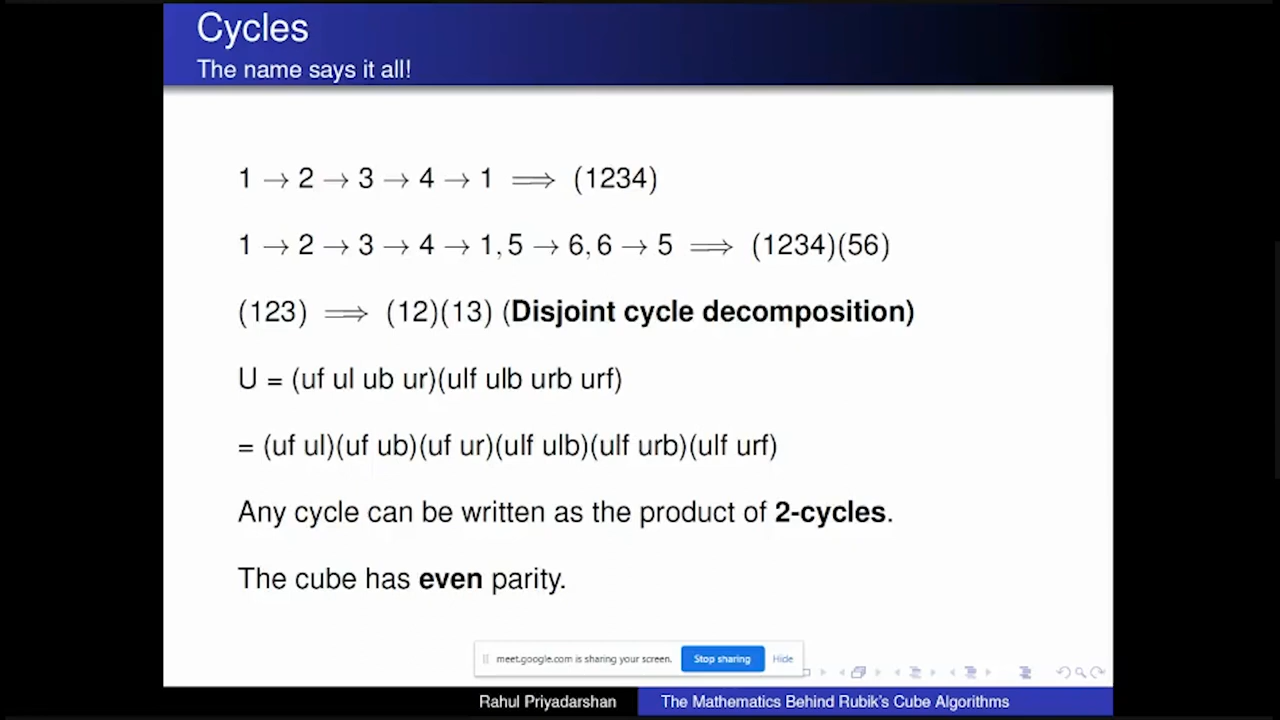 Cycles
The name says it all!
1 → 2 → 3 → 4 → 1 ⟹ (1234)
1 → 2 → 3 → 4 → 1, 5 → 6, 6 → 5 ⟹ (1234)(56)
(123) ⟹ (12)(13) (Disjoint cycle decomposition)
U = (uf ul ub ur)(ulf ulb urb urf)
= (uf ul)(uf ub)(uf ur)(ulf ulb)(ulf urb)(ulf urf)
Any cycle can be written as the product of 2-cycles.
The cube has even parity.
meet.google.com is sharing your screen. Stop sharing Hide
Rahul Priyadarshan The Mathematics Behind Rubik's Cube Algorithms